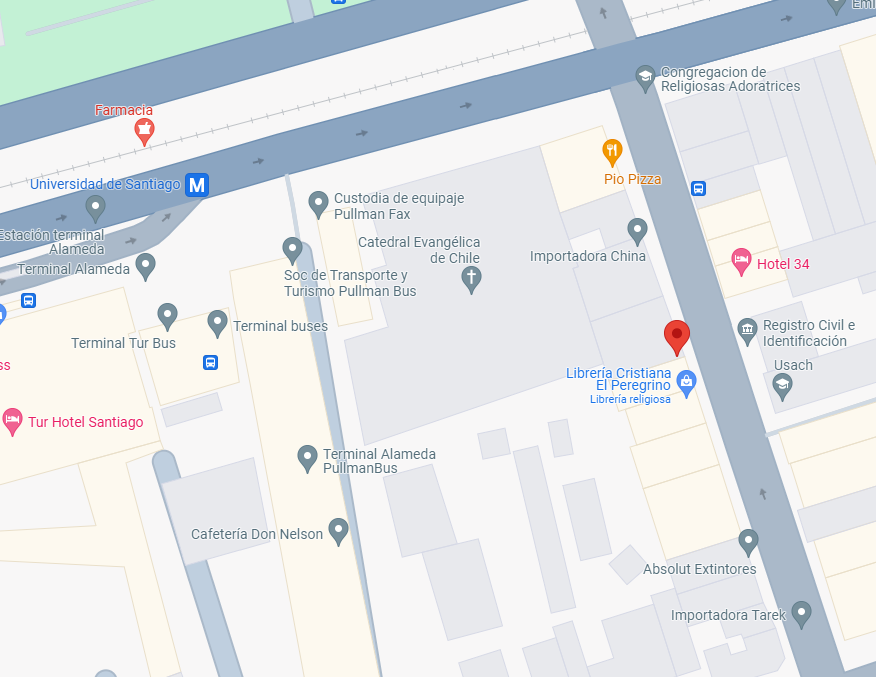 Farmacia
Congregacion de
Religiosas Adoratrices
Pio Pizza
Universidad de Santiago
M
Estación terminal
Alameda
Terminal Alameda
Custodia de equipaje
Pullman Fax
Catedral Evangélica
de Chile
Importadora China
Hotel 34
Soc de Transporte y
Turismo Pullman Bus
Terminal buses
Terminal Tur Bus
Registro Civil e
Identificación
Usach
Librería Cristiana
El Peregrino
Librería religiosa
Tur Hotel Santiago
Terminal Alameda
PullmanBus
Cafetería Don Nelson
Absolut Extintores
Importadora Tarek